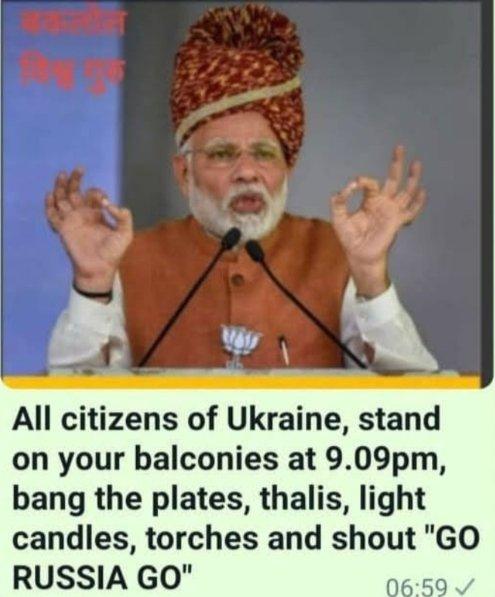 बकलोल
विश्व गुरु
All citizens of Ukraine, stand
on your balconies at 9.09pm,
bang the plates, thalis, light
candles, torches and shout "GO
RUSSIA GO"
06:59 ✓